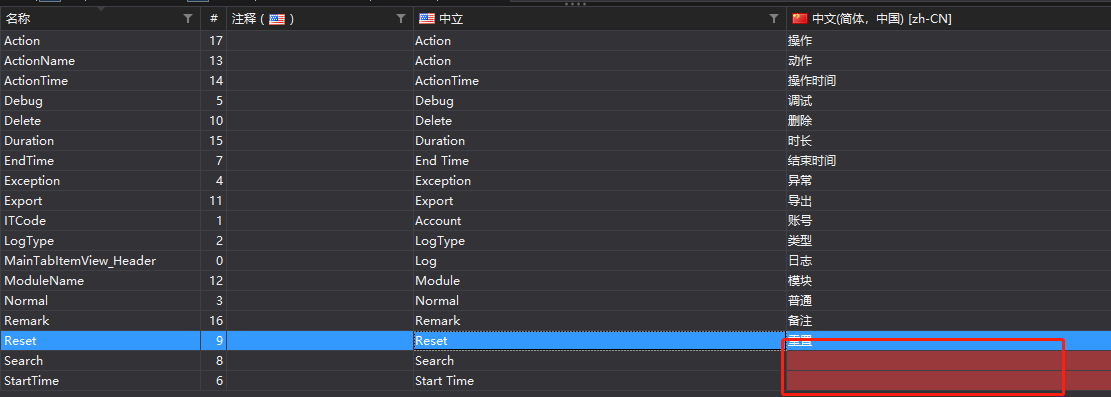 名称 # 注释 ( ) 中立 中文(简体，中国) [zh-CN]
Action 17 Action 操作
ActionName 13 Action 动作
ActionTime 14 ActionTime 操作时间
Debug 5 Debug 调试
Delete 10 Delete 删除
Duration 15 Duration 时长
EndTime 7 End Time 结束时间
Exception 4 Exception 异常
Export 11 Export 导出
ITCode 1 Account 账号
LogType 2 LogType 类型
MainTabItemView_Header 0 Log 日志
ModuleName 12 Module 模块
Normal 3 Normal 普通
Remark 16 Remark 备注
Reset 9 Reset 重置
Search 8 Search
StartTime 6 Start Time